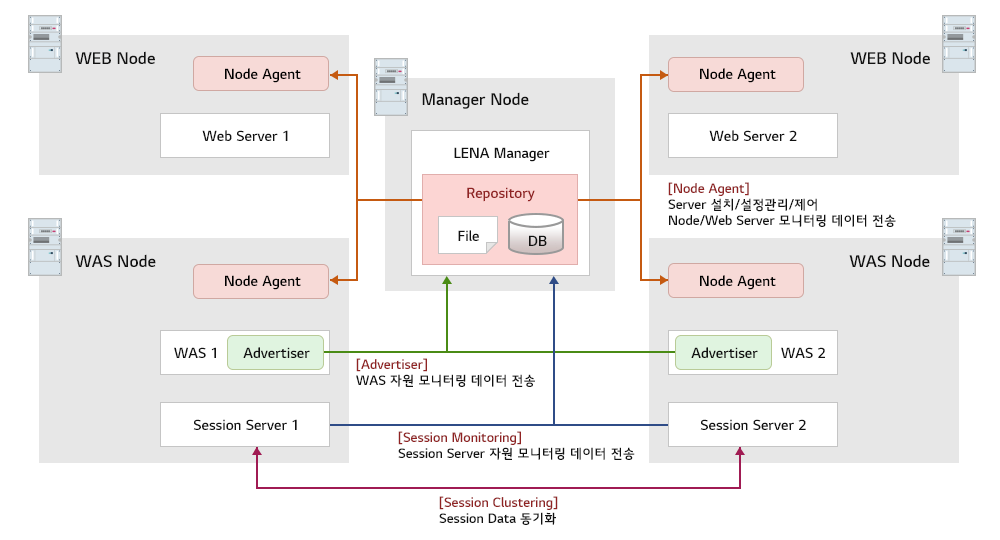 WEB Node
Node Agent
Web Server 1
Manager Node
LENA Manager
Repository
File
DB
WEB Node
Node Agent
Web Server 2
[Node Agent]
Server 설치/설정관리/제어
Node/Web Server 모니터링 데이터 전송
WAS Node
Node Agent
WAS 1
Advertiser
Session Server 1
WAS Node
Node Agent
Advertiser
WAS 2
Session Server 2
[Advertiser]
WAS 자원 모니터링 데이터 전송
[Session Monitoring]
Session Server 자원 모니터링 데이터 전송
[Session Clustering]
Session Data 동기화